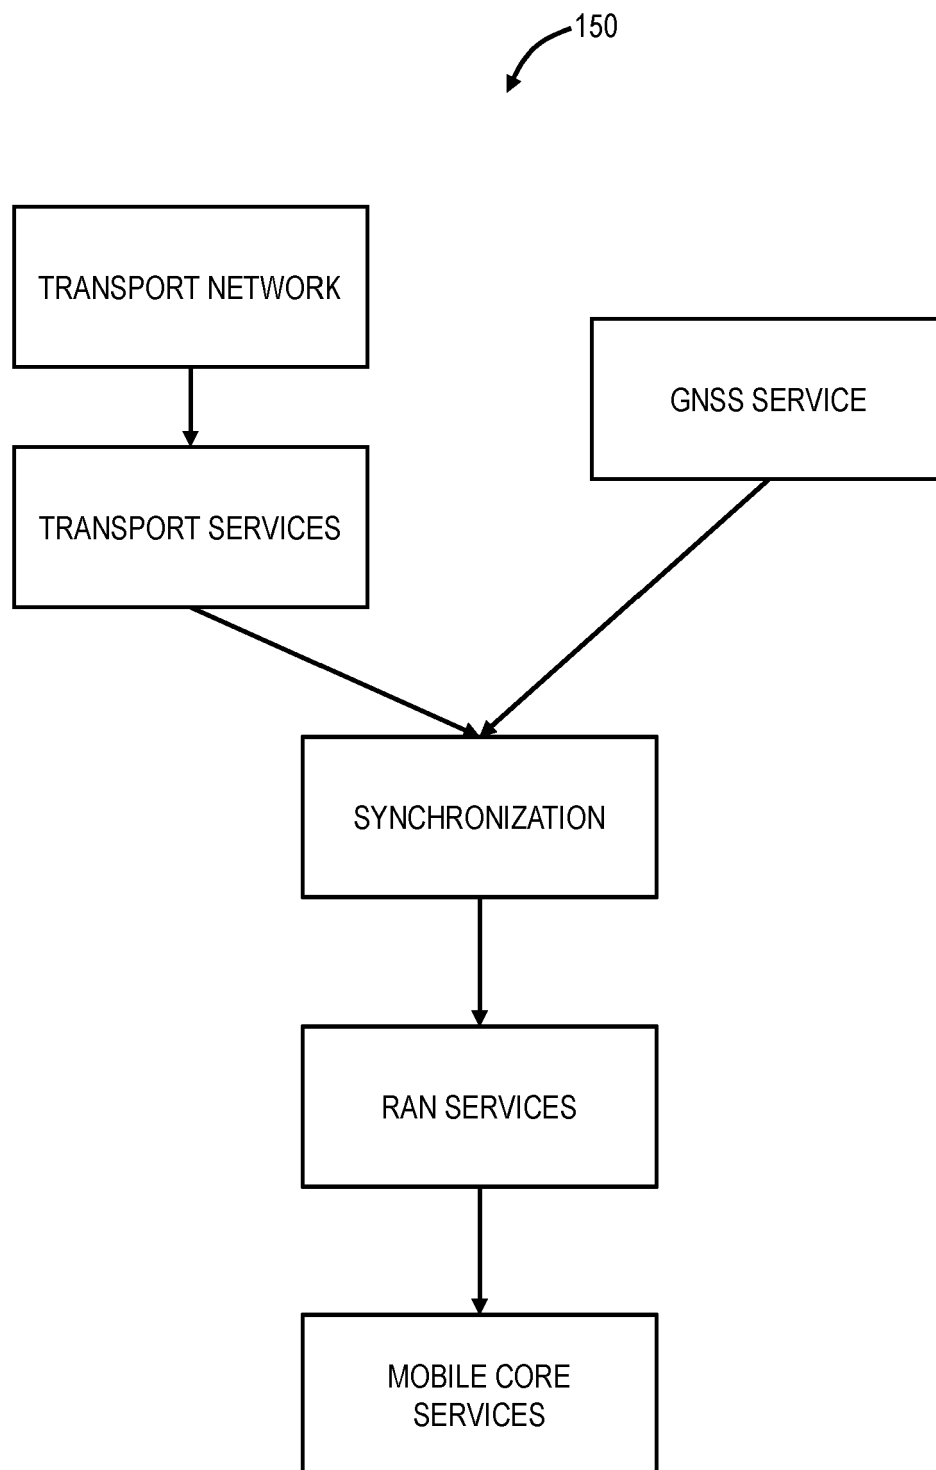 150
TRANSPORT NETWORK
GNSS SERVICE
TRANSPORT SERVICES
SYNCHRONIZATION
RAN SERVICES
MOBILE CORE
SERVICES